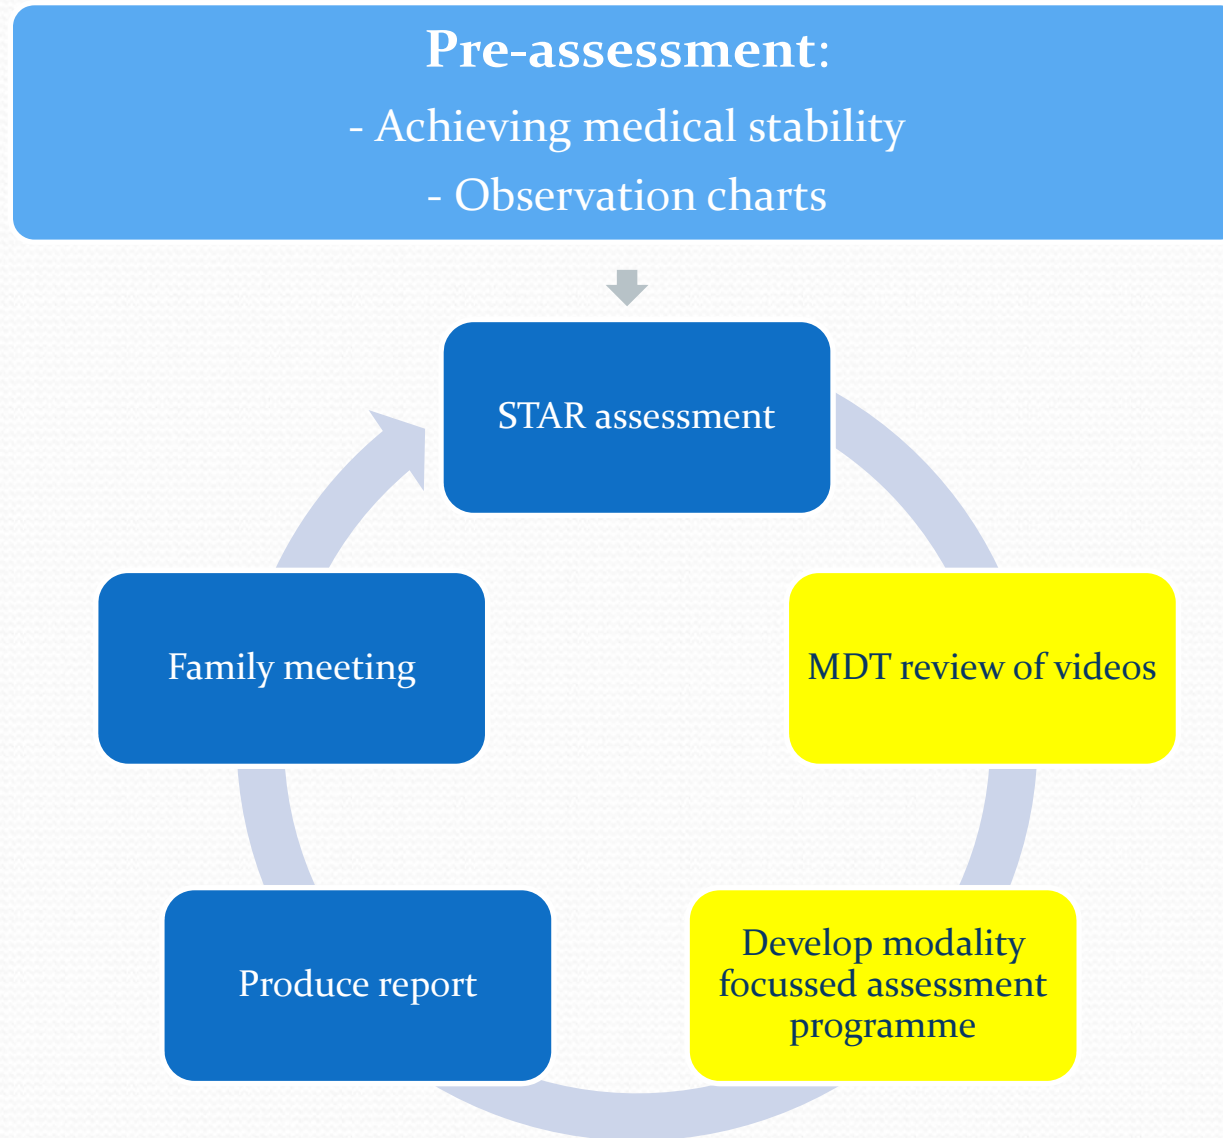 Pre-assessment:
- Achieving medical stability
- Observation charts
STAR assessment
MDT review of videos
Develop modality
focussed assessment
programme
Produce report
Family meeting